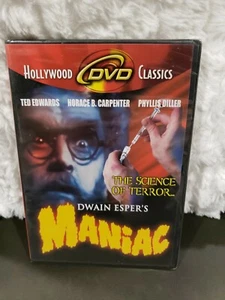 HOLLYWOOD DVD CLASSICS
TED EDWARDS HORACE B. CARPENTER PHYLLIS DILLER
THE SCIENCE OF TERROR...
DWAIN ESPER'S
MANIAC